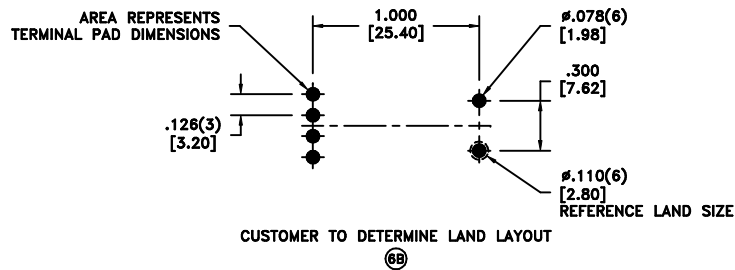 AREA REPRESENTS
TERMINAL PAD DIMENSIONS
1.000
[25.40]
ø.078(6)
[1.98]
.300
[7.62]
.126(3)
[3.20]
ø.110(6)
[2.80]
REFERENCE LAND SIZE
CUSTOMER TO DETERMINE LAND LAYOUT
6B